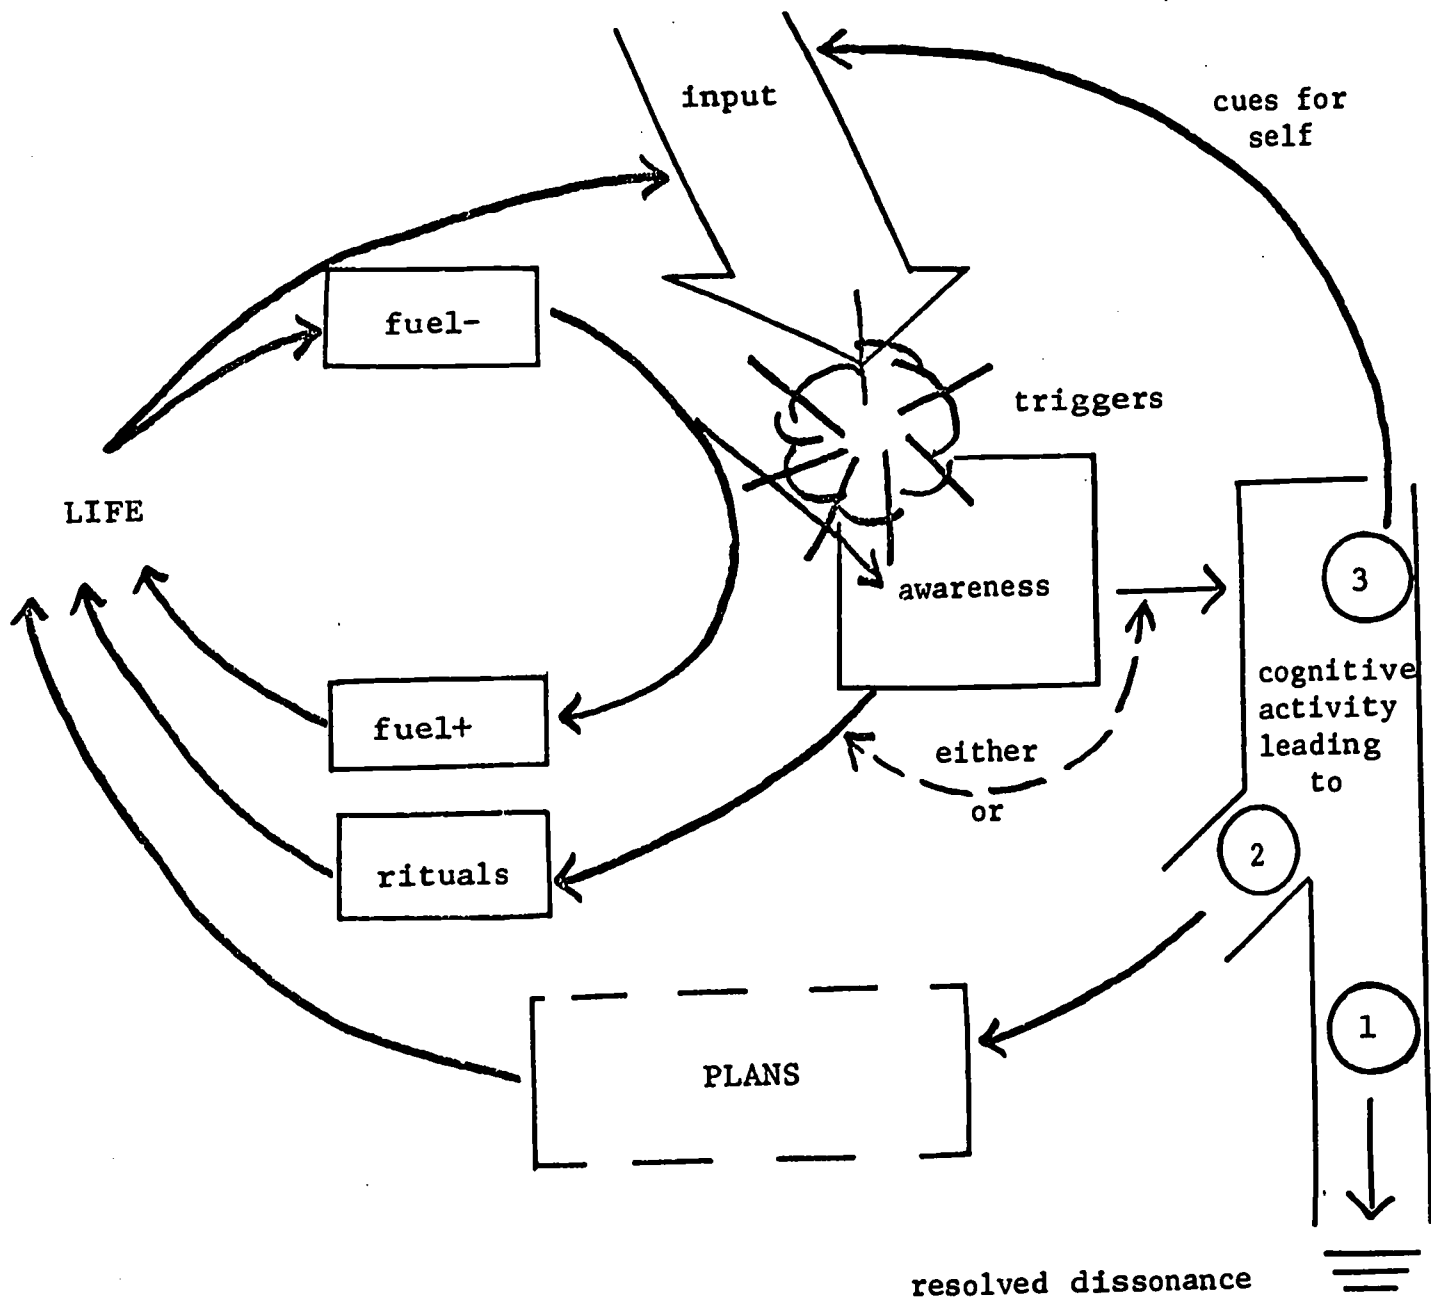 input
cues for
self
fuel-
triggers
LIFE
awareness
3
cognitive
activity
leading
to
fuel+
either
or
2
rituals
1
PLANS
resolved dissonance